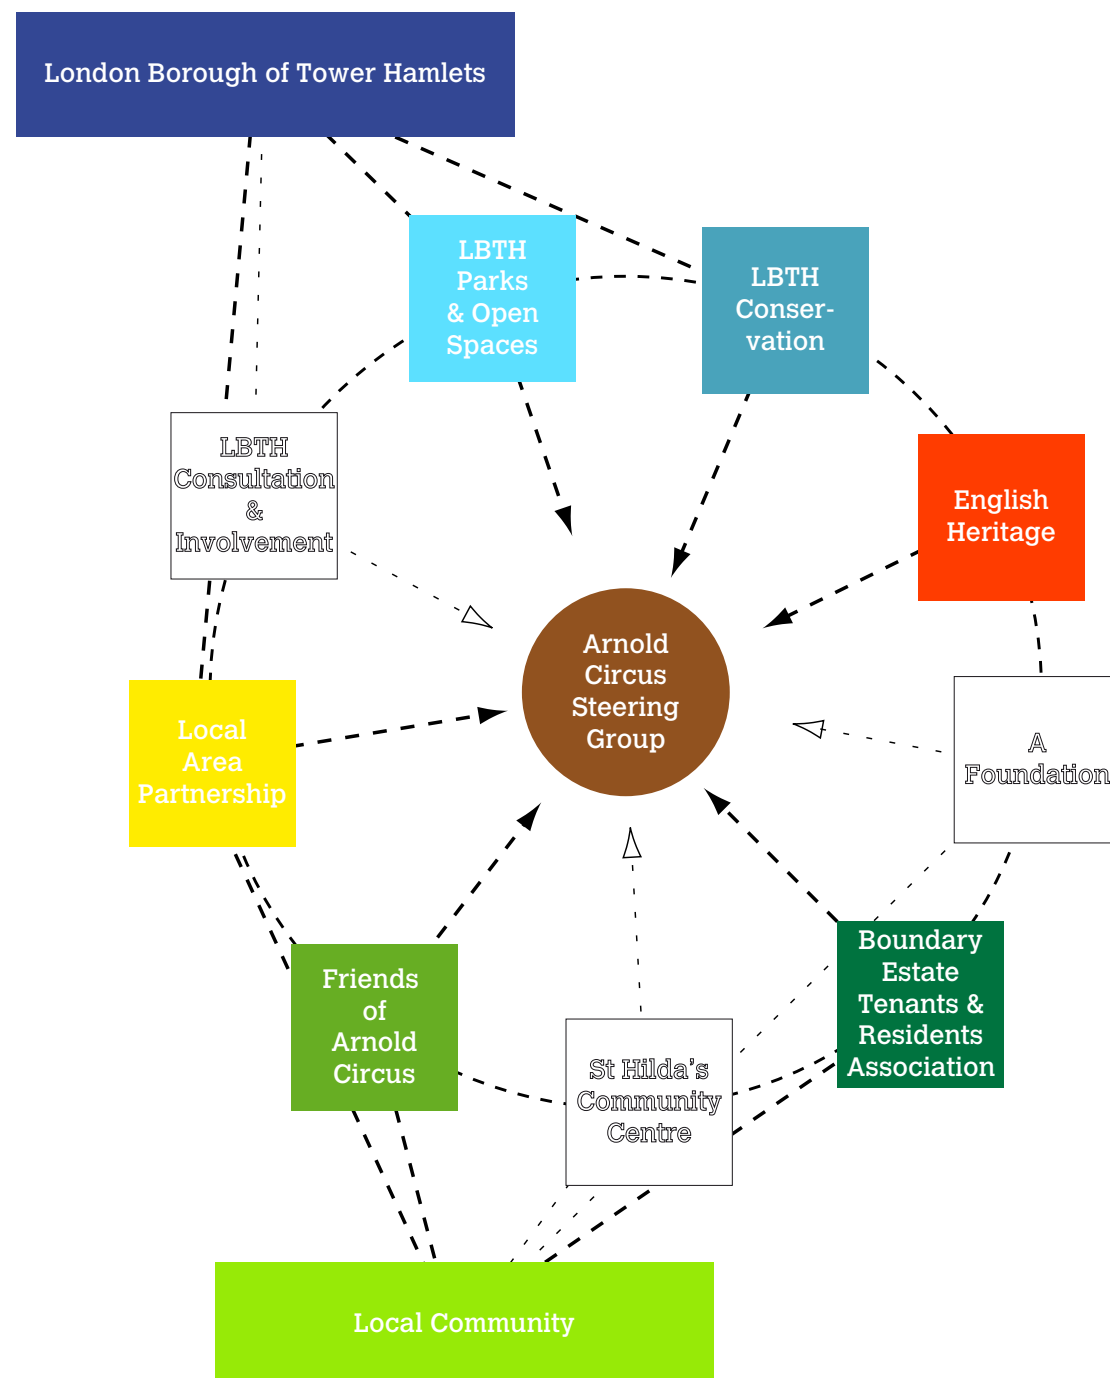 London Borough of Tower Hamlets
LBTH
Parks
& Open
Spaces
LBTH
Conser-
vation
LBTH
Consultation
&
Involvement
English
Heritage
Arnold
Circus
Steering
Group
Local
Area
Partnership
A
Foundation
Friends
of
Arnold
Circus
Boundary
Estate
Tenants &
Residents
Association
St Hilda's
Community
Centre
Local Community